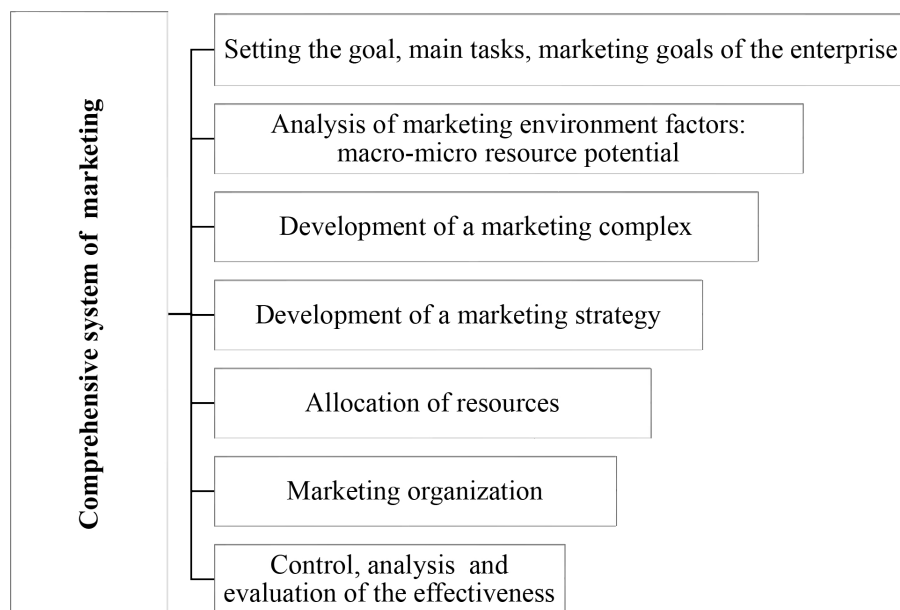 Comprehensive system of marketing
Setting the goal, main tasks, marketing goals of the enterprise
Analysis of marketing environment factors:
macro-micro resource potential
Development of a marketing complex
Development of a marketing strategy
Allocation of resources
Marketing organization
Control, analysis and
evaluation of the effectiveness